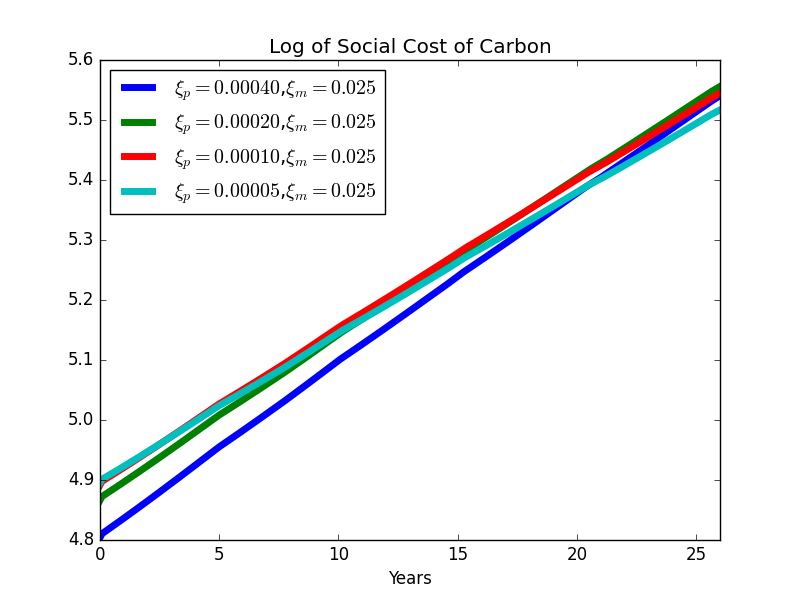 Log of Social Cost of Carbon
5.6
5.5
5.4
5.3
5.2
5.1
5.0
4.9
4.8
ξp = 0.00040,ξm = 0.025
ξp = 0.00020,ξm = 0.025
ξp = 0.00010,ξm = 0.025
ξp = 0.00005,ξm = 0.025
0 5 10 15 20 25
Years